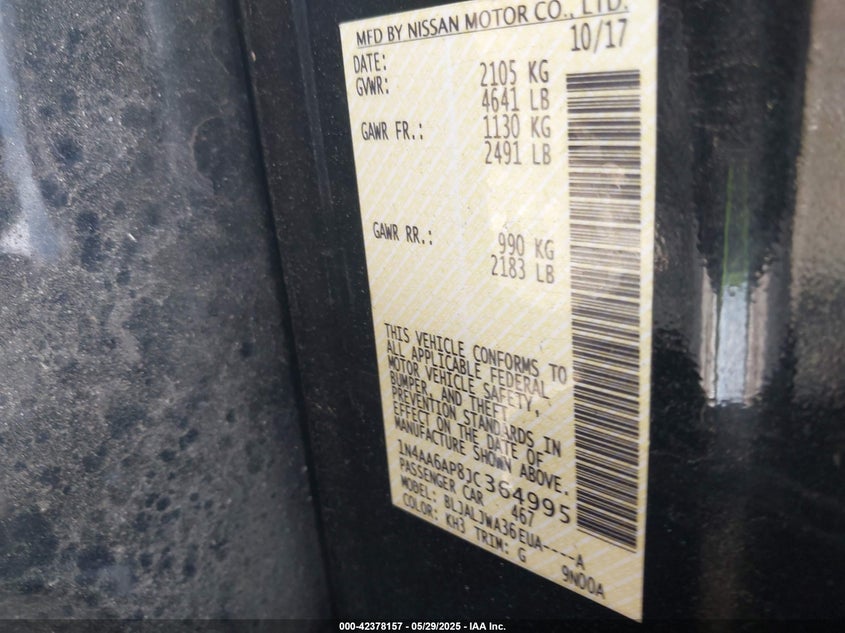 MFD BY NISSAN MOTOR CO., LTD.
DATE: 10/17
GVWR: 2105 KG
4641 LB
GAWR FR.: 1130 KG
2491 LB
GAWR RR.: 990 KG
2183 LB
THIS VEHICLE CONFORMS TO
ALL APPLICABLE FEDERAL
MOTOR VEHICLE SAFETY,
BUMPER, AND THEFT
PREVENTION STANDARDS IN
EFFECT ON THE DATE OF
MANUFACTURE SHOWN ABOVE.
1N4AA6AP8JC364995
PASSENGER CAR 467
MODEL: BLJALJWA36EUA----A
COLOR: KH3 TRIM: G 9N00A
000-42378157 - 05/29/2025 - IAA Inc.